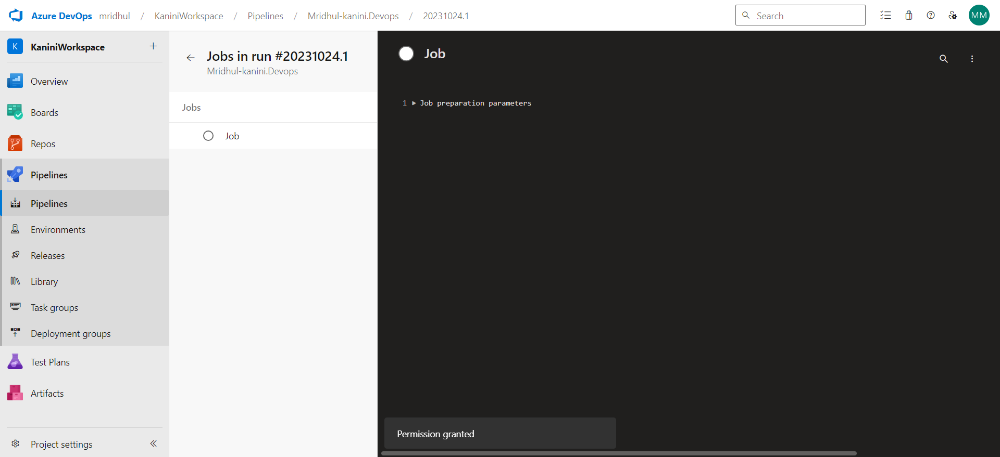 Azure DevOps mridhul / KaniniWorkspace / Pipelines / Mridhul-kanini.Devops / 20231024.1
Search
MM
K KaniniWorkspace +
Overview
Boards
Repos
Pipelines
Pipelines
Environments
Releases
Library
Task groups
Deployment groups
Test Plans
Artifacts
Project settings
Jobs in run #20231024.1
Mridhul-kanini.Devops
Jobs
Job
Job
1 Job preparation parameters
Permission granted